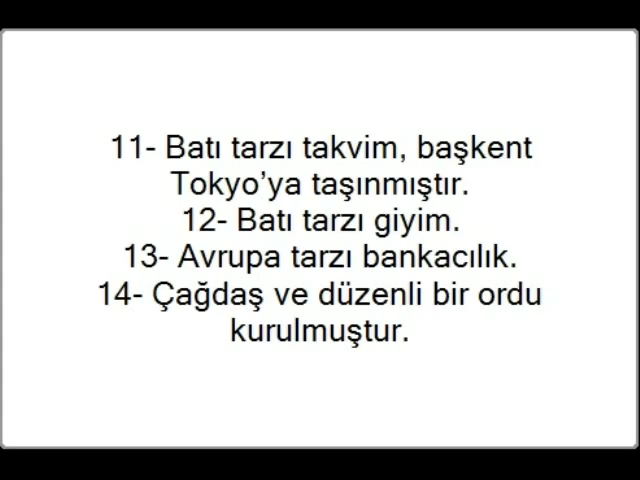 11- Batı tarzı takvim, başkent
Tokyo’ya taşınmıştır.
12- Batı tarzı giyim.
13- Avrupa tarzı bankacılık.
14- Çağdaş ve düzenli bir ordu
kurulmuştur.